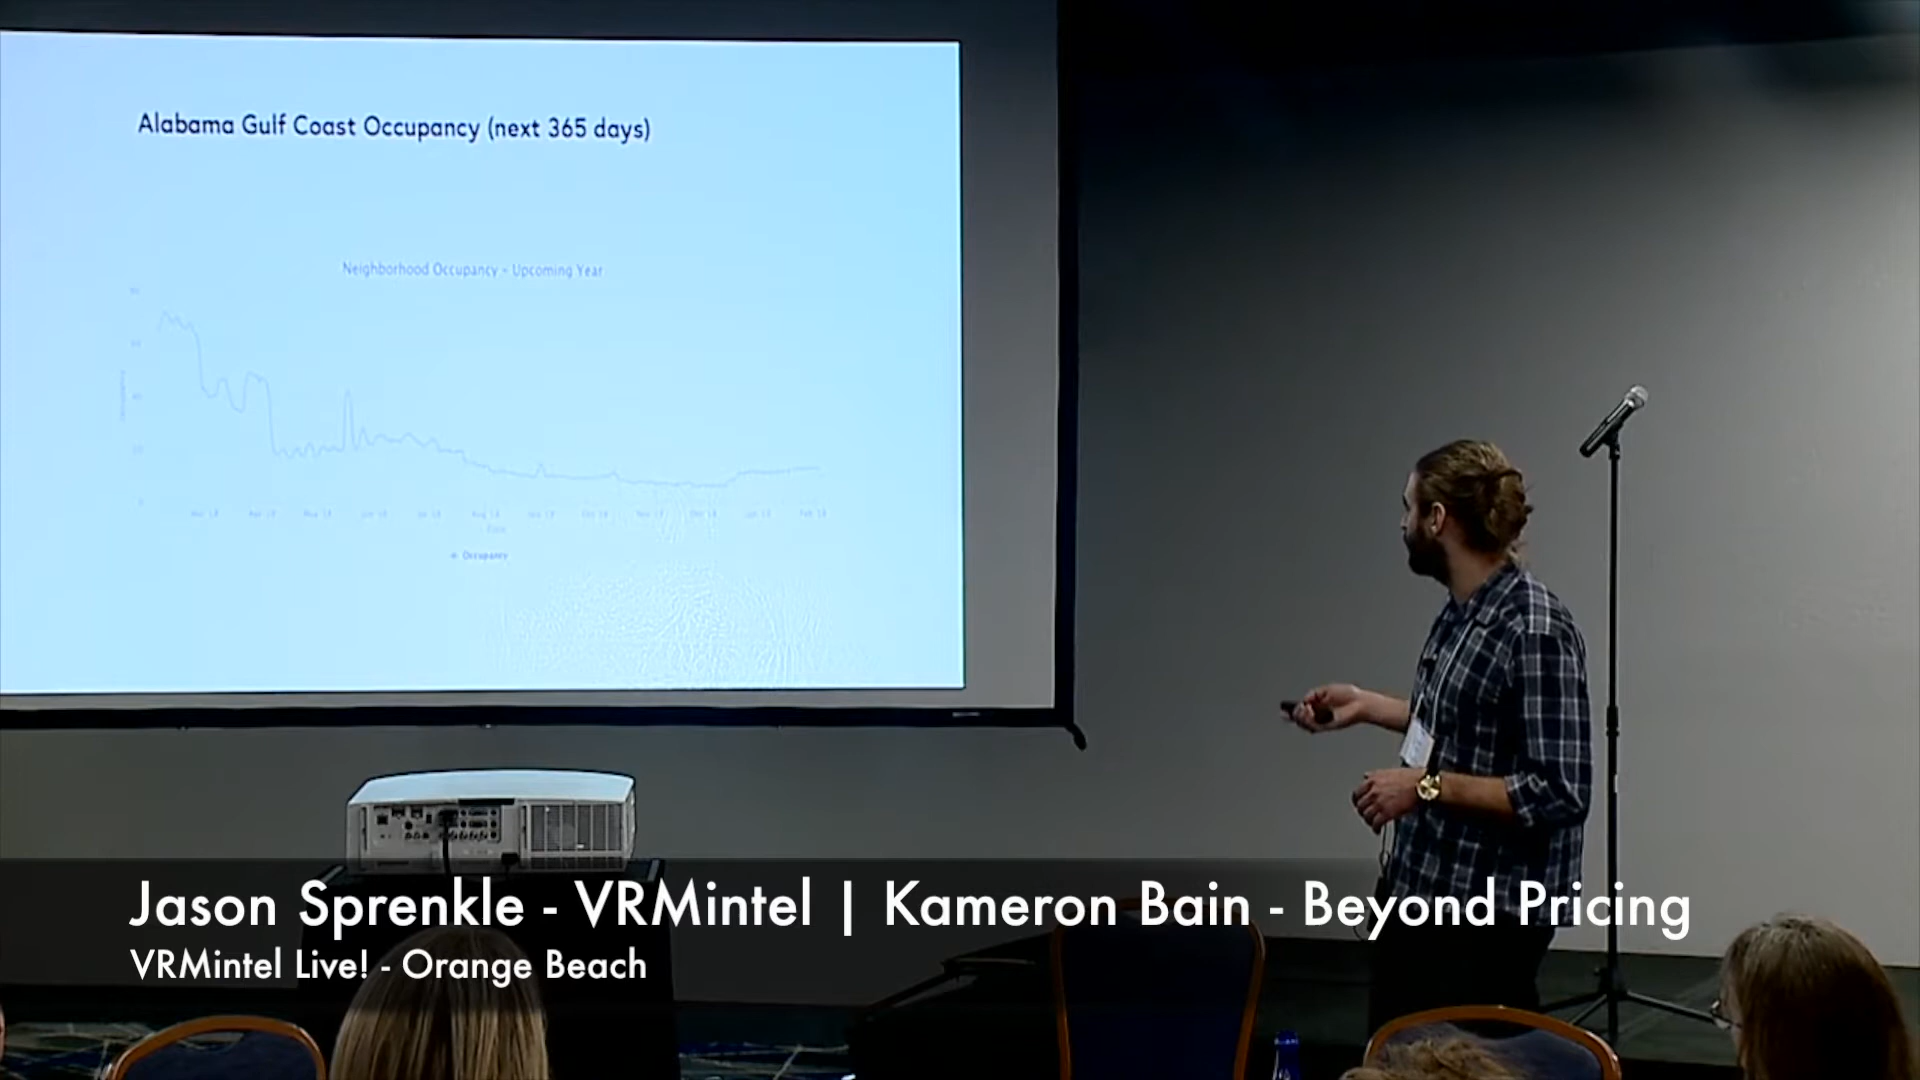 Alabama Gulf Coast Occupancy (next 365 days)
Neighborhood Occupancy - Upcoming Year
Occupancy
Jason Sprenkle - VRMintel | Kameron Bain - Beyond Pricing
VRMintel Live! - Orange Beach